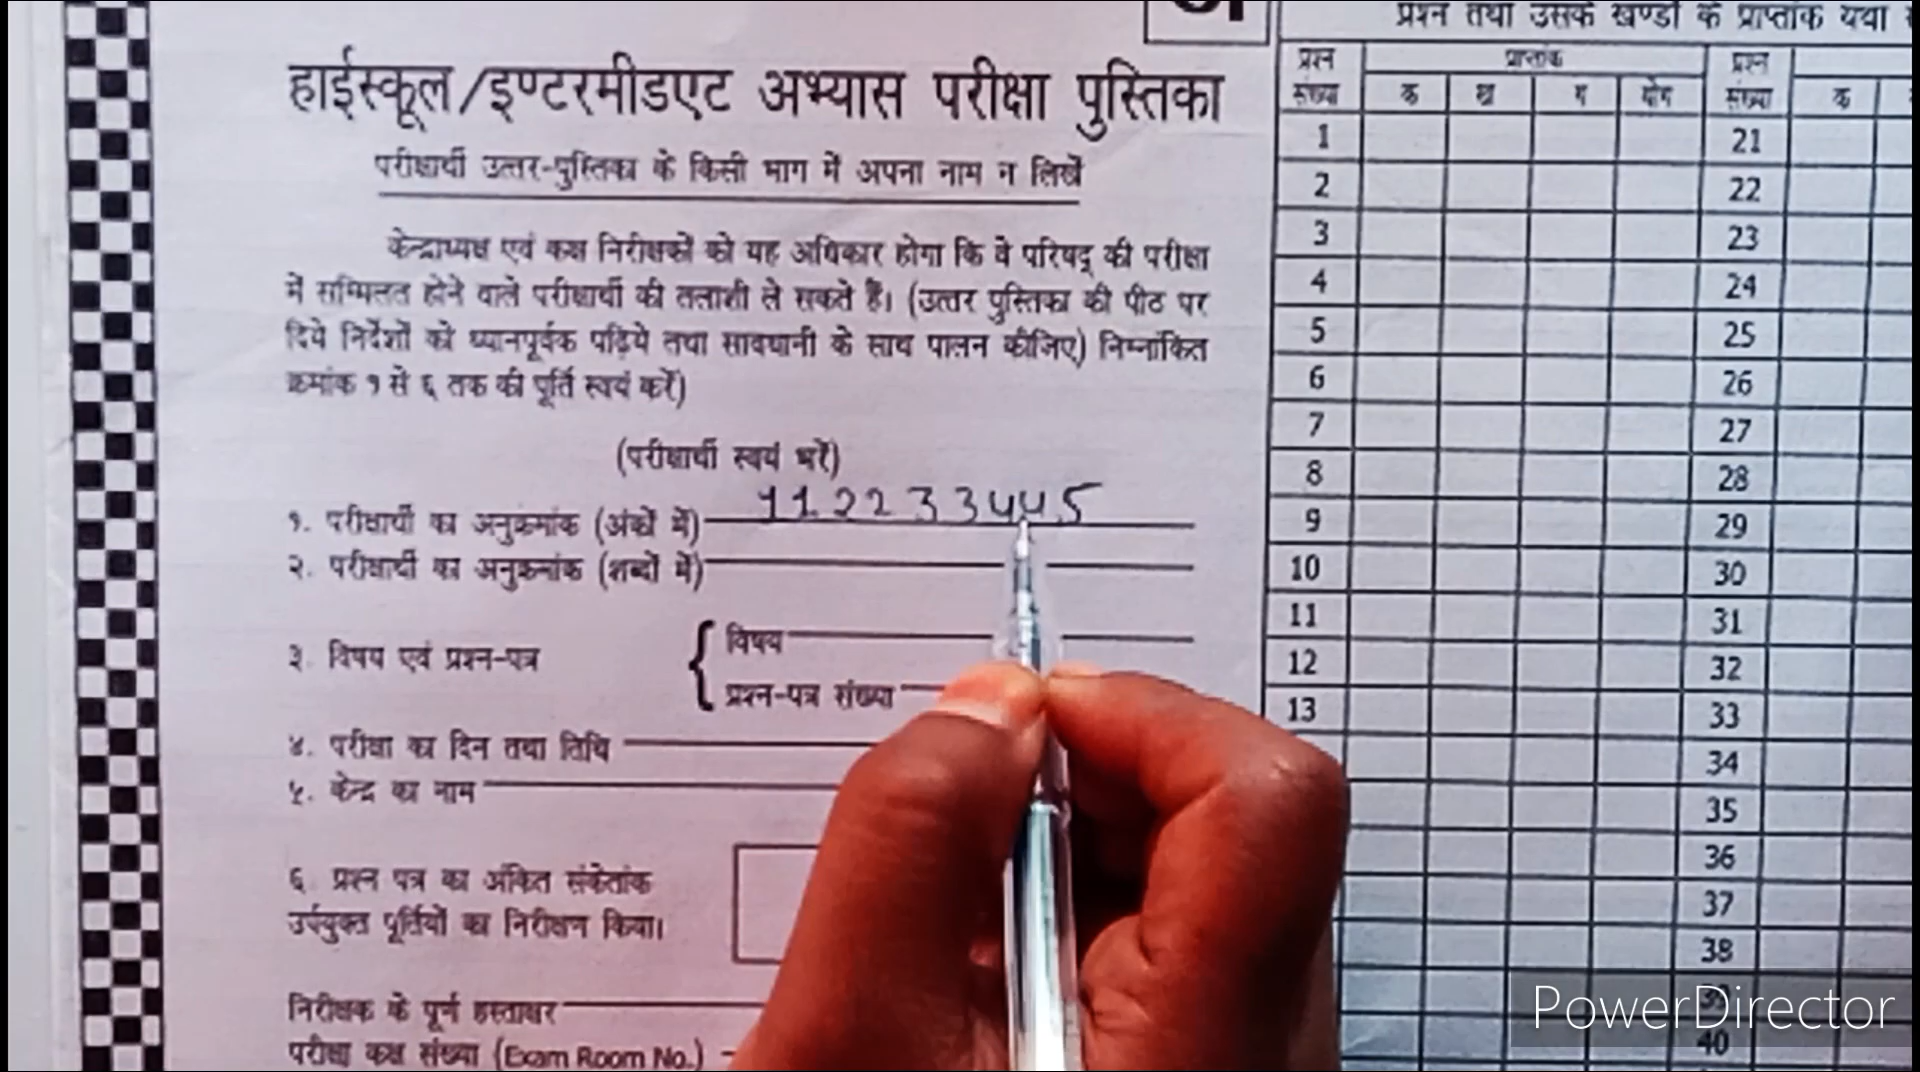 हाईस्कूल/इण्टरमीडएट अभ्यास परीक्षा पुस्तिका
परीक्षार्थी उत्तर-पुस्तिका के किसी भाग में अपना नाम न लिखें
केन्द्राध्यक्ष एवं कक्ष निरीक्षकों को यह अधिकार होगा कि वे परिषद् की परीक्षा
में सम्मिलत होने वाले परीक्षार्थी की तलाशी ले सकते हैं। (उत्तर पुस्तिका की पीठ पर
दिये निर्देशों को ध्यानपूर्वक पढ़िये तथा सावधानी के साथ पालन कीजिए) निम्नांकित
क्रमांक १ से ६ तक की पूर्ति स्वयं करें)
(परीक्षार्थी स्वयं भरें)
१. परीक्षार्थी का अनुक्रमांक (अंकों में) 112233445
२. परीक्षार्थी का अनुक्रमांक (शब्दों में)
३. विषय एवं प्रश्न-पत्र { विषय
प्रश्न-पत्र संख्या
४. परीक्षा का दिन तथा तिथि
५. केन्द्र का नाम
६. प्रश्न पत्र का अंकित संकेतांक
उर्पयुक्त पूर्तियों का निरीक्षण किया।
निरीक्षक के पूर्ण हस्ताक्षर
परीक्षा कक्ष संख्या (Exam Room No.)
प्रश्न तथा उसके खण्डों के प्राप्तांक यथा
प्रश्न प्राप्तांक प्रश्न
संख्या क ख ग योग संख्या क
1 21
2 22
3 23
4 24
5 25
6 26
7 27
8 28
9 29
10 30
11 31
12 32
13 33
34
35
36
37
38
39
40
PowerDirector